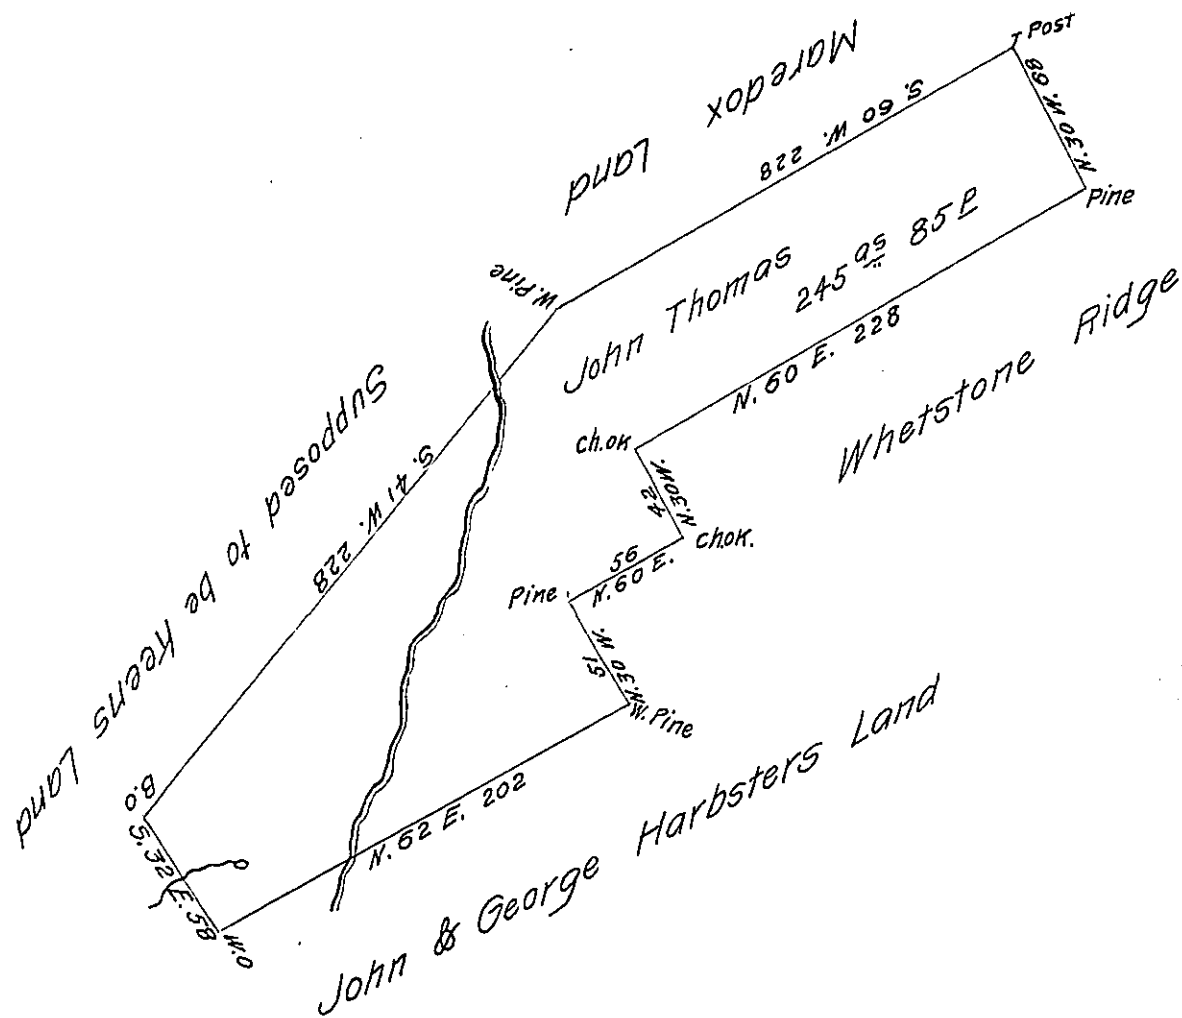 Post
Maredox Land
S. 60 W. 228
N. 30 W. 68
Pine
W. Pine
John Thomas
245 as 85 P
N. 60 E. 228
Whetstone Ridge
Ch.OK
N. 30 W.
42
Ch.OK.
56
N. 60 E.
Pine
N. 30 W.
51
W. Pine
Supposed to be Keens Land
S. 41 W. 228
B.O
S. 32 E. 58
W.O
N. 62 E. 202
John & George Harbsters Land